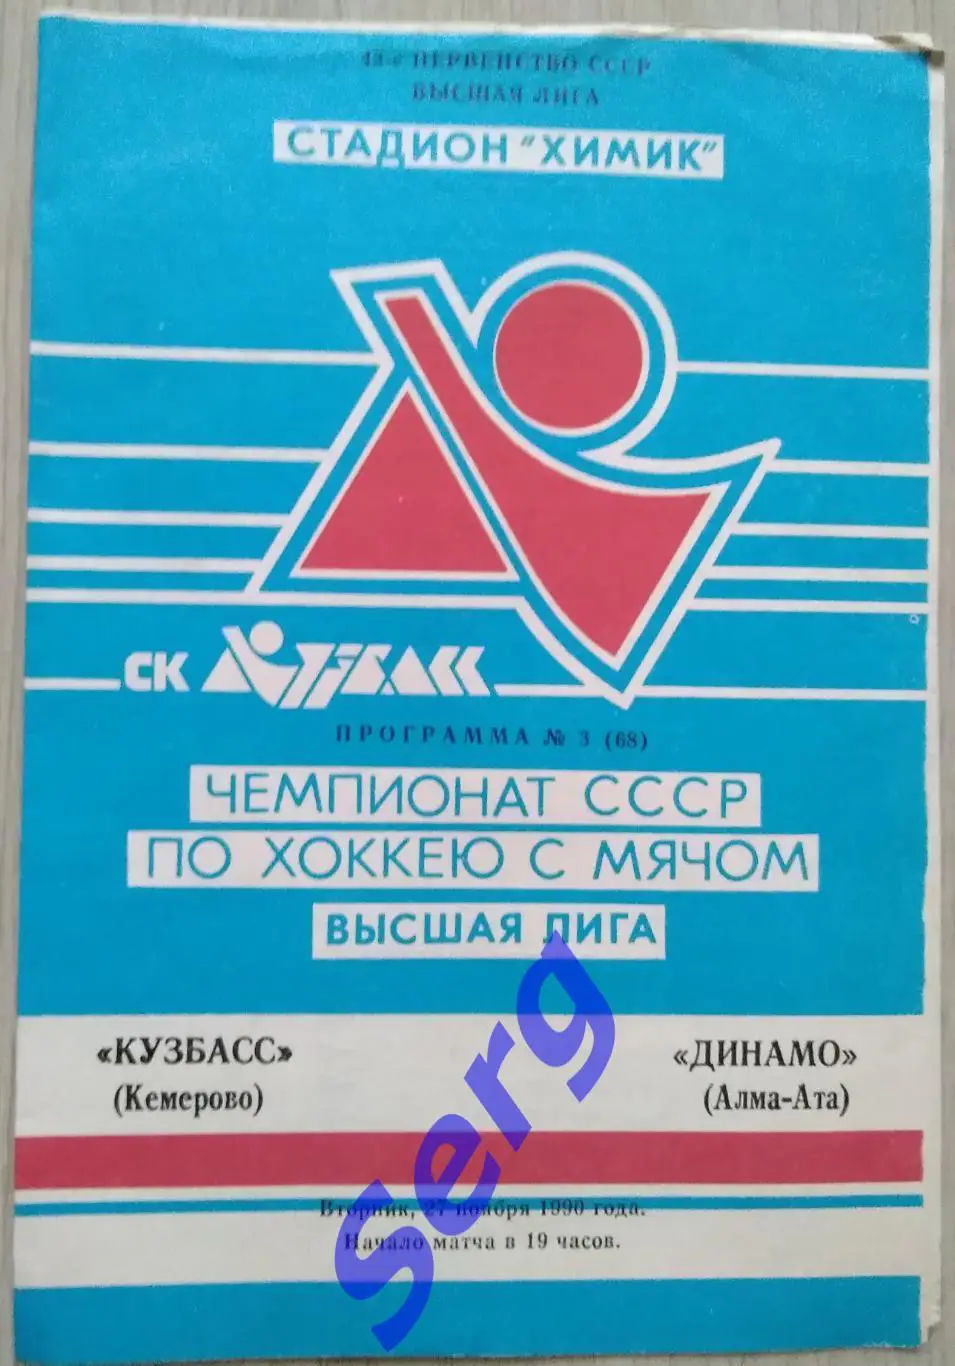 43-е ПЕРВЕНСТВО СССР
ВЫСШАЯ ЛИГА
СТАДИОН "ХИМИК"
СК КУЗБАСС
ПРОГРАММА № 3 (68)
ЧЕМПИОНАТ СССР
ПО ХОККЕЮ С МЯЧОМ
ВЫСШАЯ ЛИГА
«КУЗБАСС» «ДИНАМО»
(Кемерово) (Алма-Ата)
Вторник, 27 ноября 1990 года.
Начало матча в 19 часов.
Serg